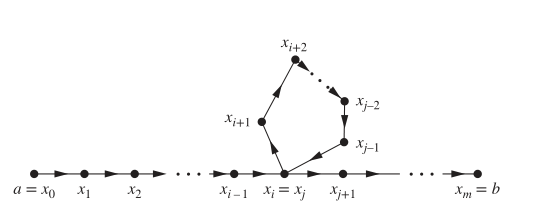 x_{i+2}
x_{j–2}
x_{i+1}
x_{j–1}
a = x_0 x_1 x_2 x_{i–1} x_i = x_j x_{j+1} x_m = b